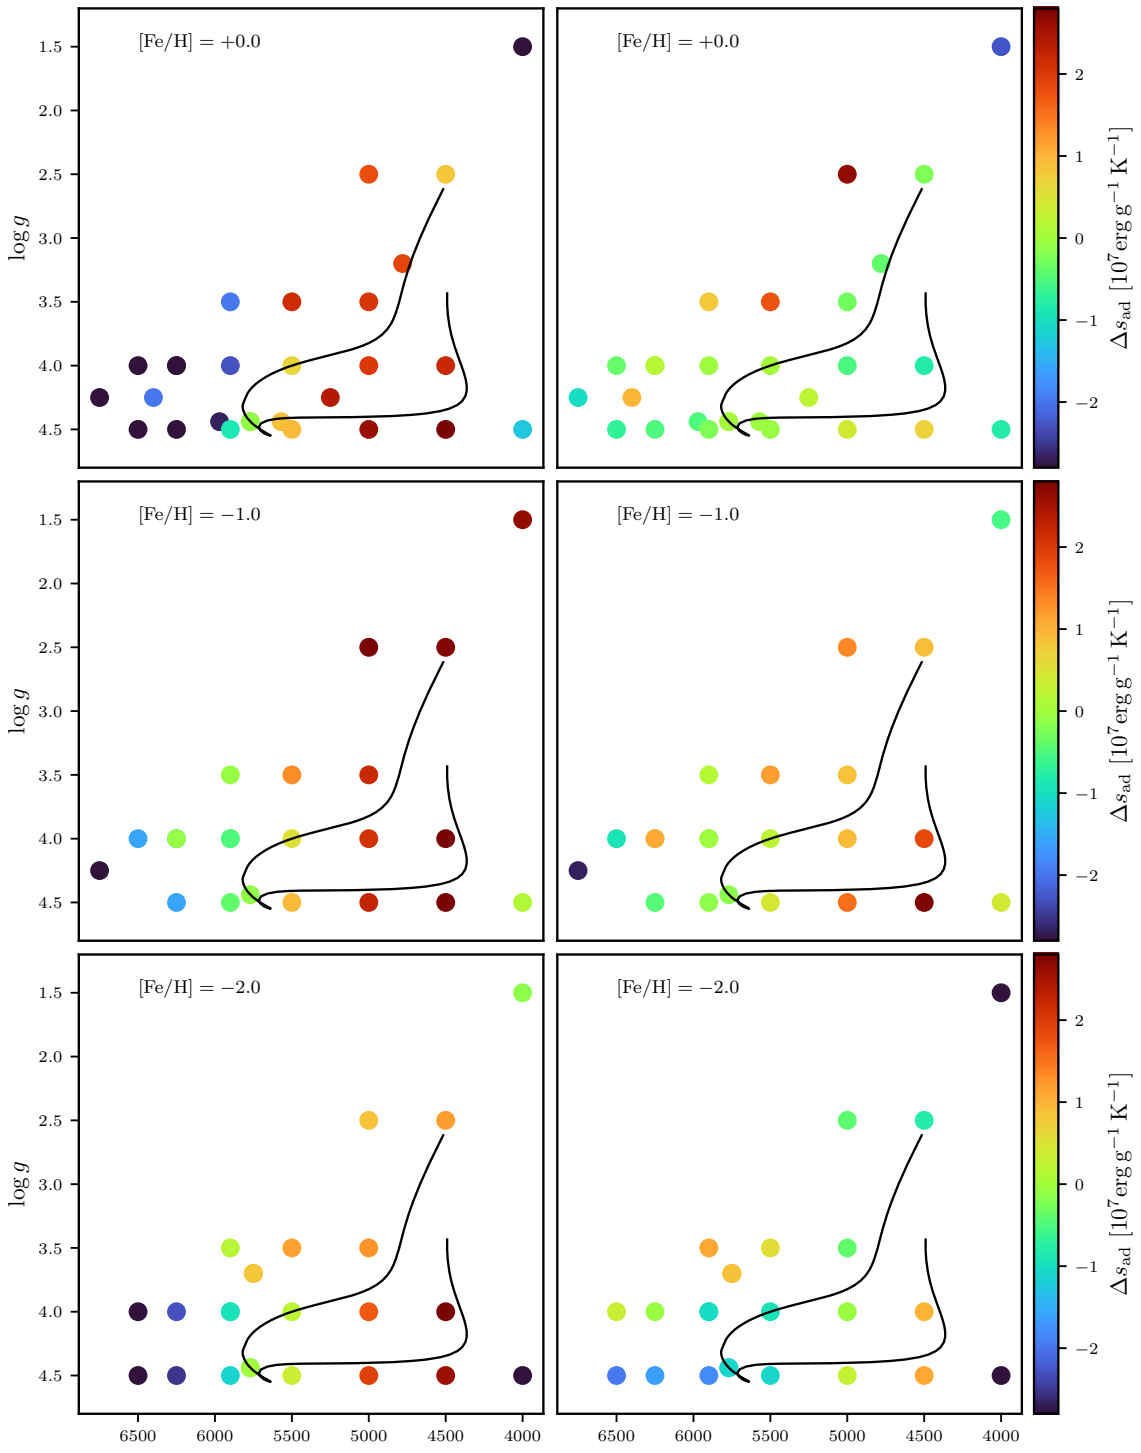 [Fe/H] = +0.0
[Fe/H] = +0.0
1.5
2.0
2.5
3.0
3.5
4.0
4.5
log g
2
1
0
−1
−2
Δs_ad [10^7 erg g^−1 K^−1]
[Fe/H] = −1.0
[Fe/H] = −1.0
1.5
2.0
2.5
3.0
3.5
4.0
4.5
log g
2
1
0
−1
−2
Δs_ad [10^7 erg g^−1 K^−1]
[Fe/H] = −2.0
[Fe/H] = −2.0
1.5
2.0
2.5
3.0
3.5
4.0
4.5
log g
2
1
0
−1
−2
Δs_ad [10^7 erg g^−1 K^−1]
6500 6000 5500 5000 4500 4000
6500 6000 5500 5000 4500 4000